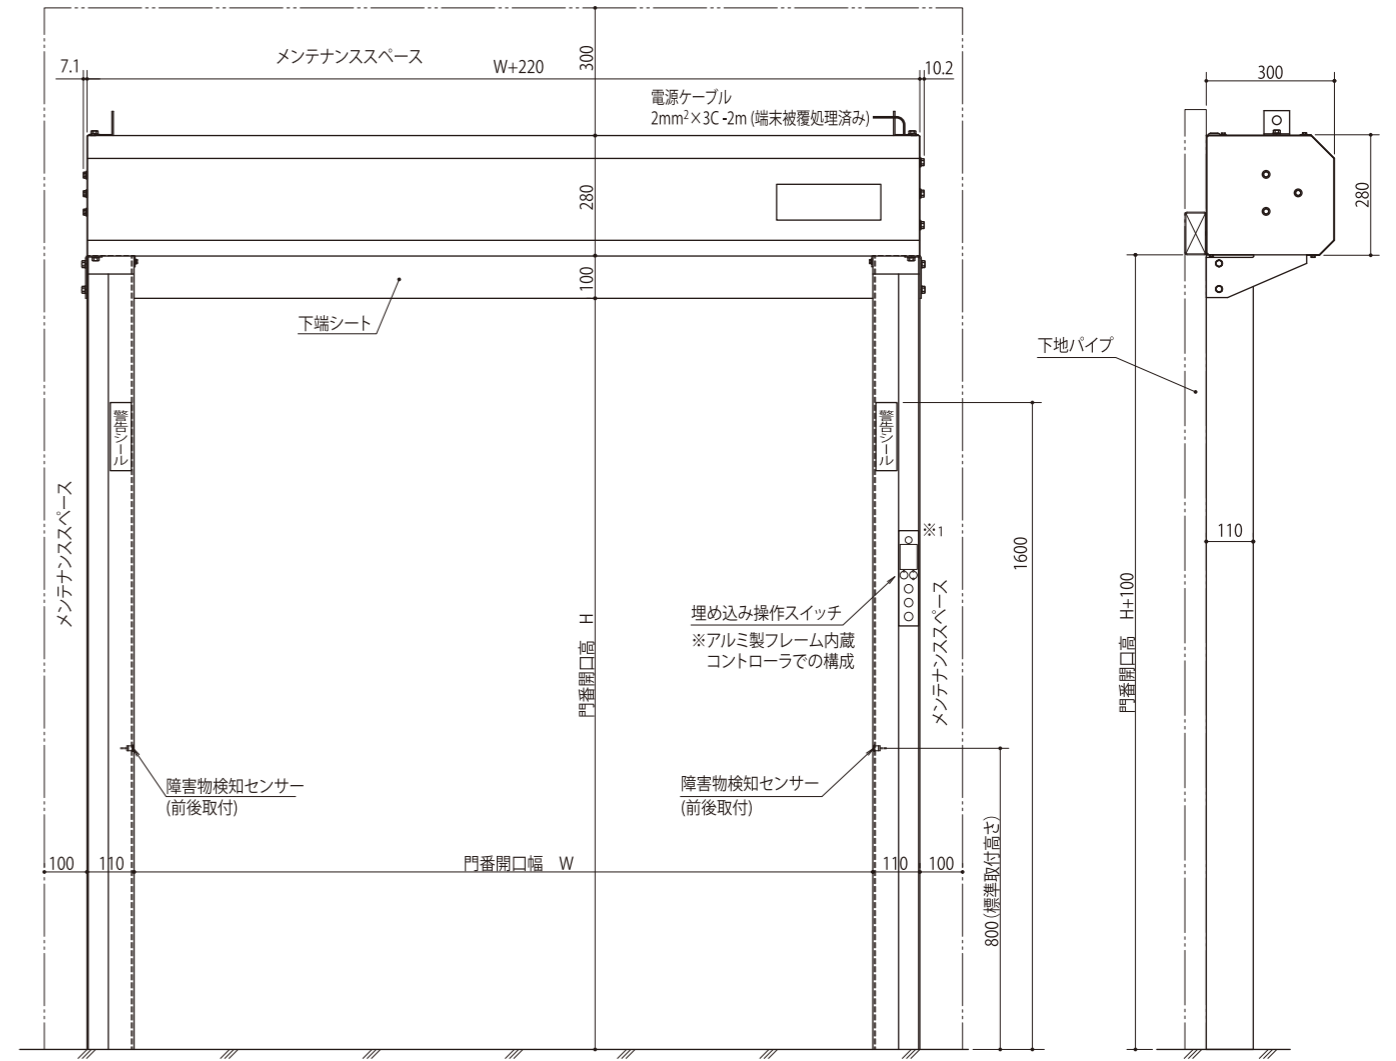 メンテナンススペース
7.1
W+220
300
10.2
電源ケーブル
2mm²×3C -2m (端末被覆処理済み)
280
100
下端シート
警告シール
警告シール
メンテナンススペース
※1
1600
埋め込み操作スイッチ
※アルミ製フレーム内蔵
コントローラでの構成
メンテナンススペース
門番開口高 H
障害物検知センサー
(前後取付)
障害物検知センサー
(前後取付)
800 (標準取付高さ)
100
110
門番開口幅 W
110
100
300
280
下地パイプ
110
門番開口高 H+100